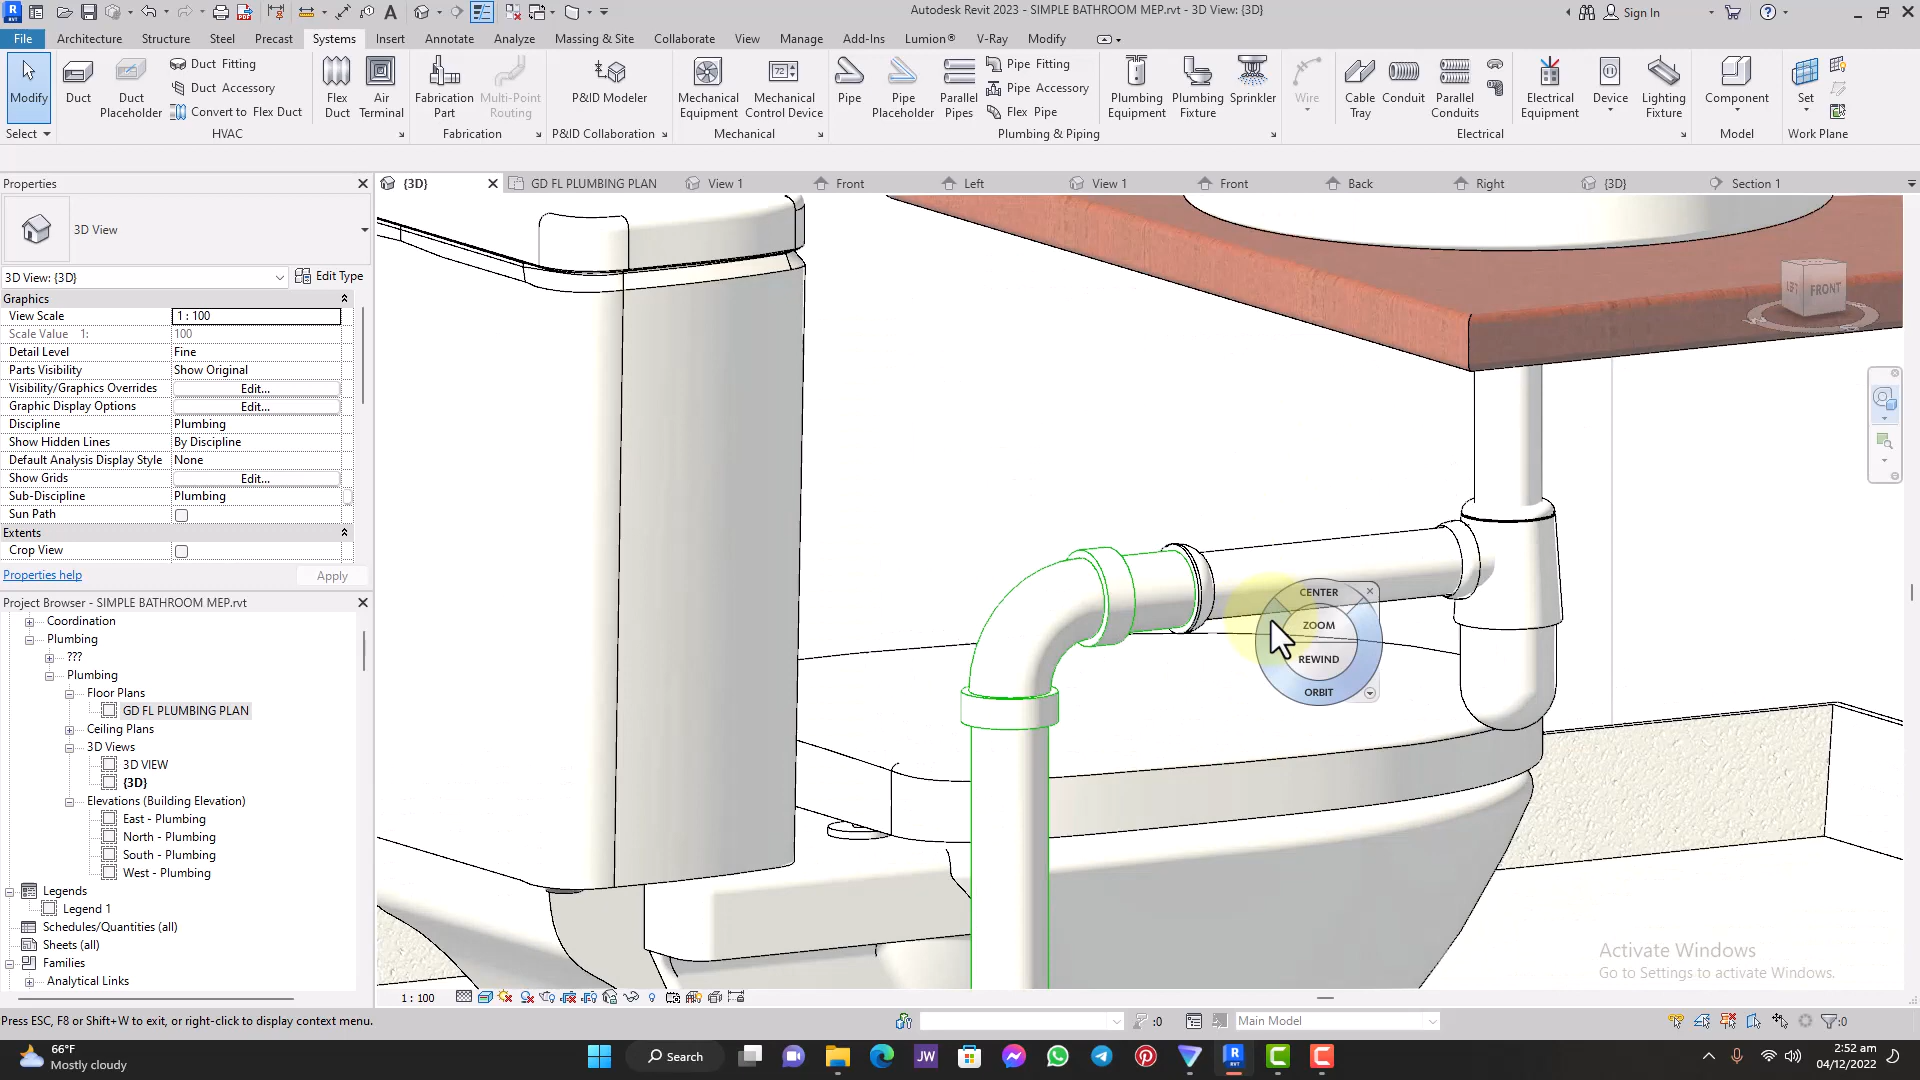 Autodesk Revit 2023 - SIMPLE BATHROOM MEP.rvt - 3D View: {3D}
Sign In
File Architecture Structure Steel Precast Systems Insert Annotate Analyze Massing & Site Collaborate View Manage Add-Ins Lumion® V-Ray Modify
Modify
Duct
Duct Placeholder
Duct Fitting
Duct Accessory
Convert to Flex Duct
Flex Duct
Air Terminal
Fabrication Part
Multi-Point Routing
P&ID Modeler
Mechanical Equipment
Mechanical Control Device
Pipe
Pipe Placeholder
Parallel Pipes
Pipe Fitting
Pipe Accessory
Flex Pipe
Plumbing Equipment
Plumbing Fixture
Sprinkler
Wire
Cable Tray
Conduit
Parallel Conduits
Electrical Equipment
Device
Lighting Fixture
Component
Set
Select HVAC Fabrication P&ID Collaboration Mechanical Plumbing & Piping Electrical Model Work Plane
Properties
{3D} GD FL PLUMBING PLAN View 1 Front Left View 1 Front Back Right {3D} Section 1
3D View
3D View: {3D} Edit Type
Graphics
View Scale 1 : 100
Scale Value 1: 100
Detail Level Fine
Parts Visibility Show Original
Visibility/Graphics Overrides Edit...
Graphic Display Options Edit...
Discipline Plumbing
Show Hidden Lines By Discipline
Default Analysis Display Style None
Show Grids Edit...
Sub-Discipline Plumbing
Sun Path
Extents
Crop View
Properties help Apply
Project Browser - SIMPLE BATHROOM MEP.rvt
Coordination
Plumbing
???
Plumbing
Floor Plans
GD FL PLUMBING PLAN
Ceiling Plans
3D Views
3D VIEW
{3D}
Elevations (Building Elevation)
East - Plumbing
North - Plumbing
South - Plumbing
West - Plumbing
Legends
Legend 1
Schedules/Quantities (all)
Sheets (all)
Families
Analytical Links
LEFT FRONT
CENTER
ZOOM
REWIND
ORBIT
Activate Windows
Go to Settings to activate Windows.
1 : 100
Press ESC, F8 or Shift+W to exit, or right-click to display context menu.
:0
Main Model
:0
66°F
Mostly cloudy
Search
JW
2:52 am
04/12/2022